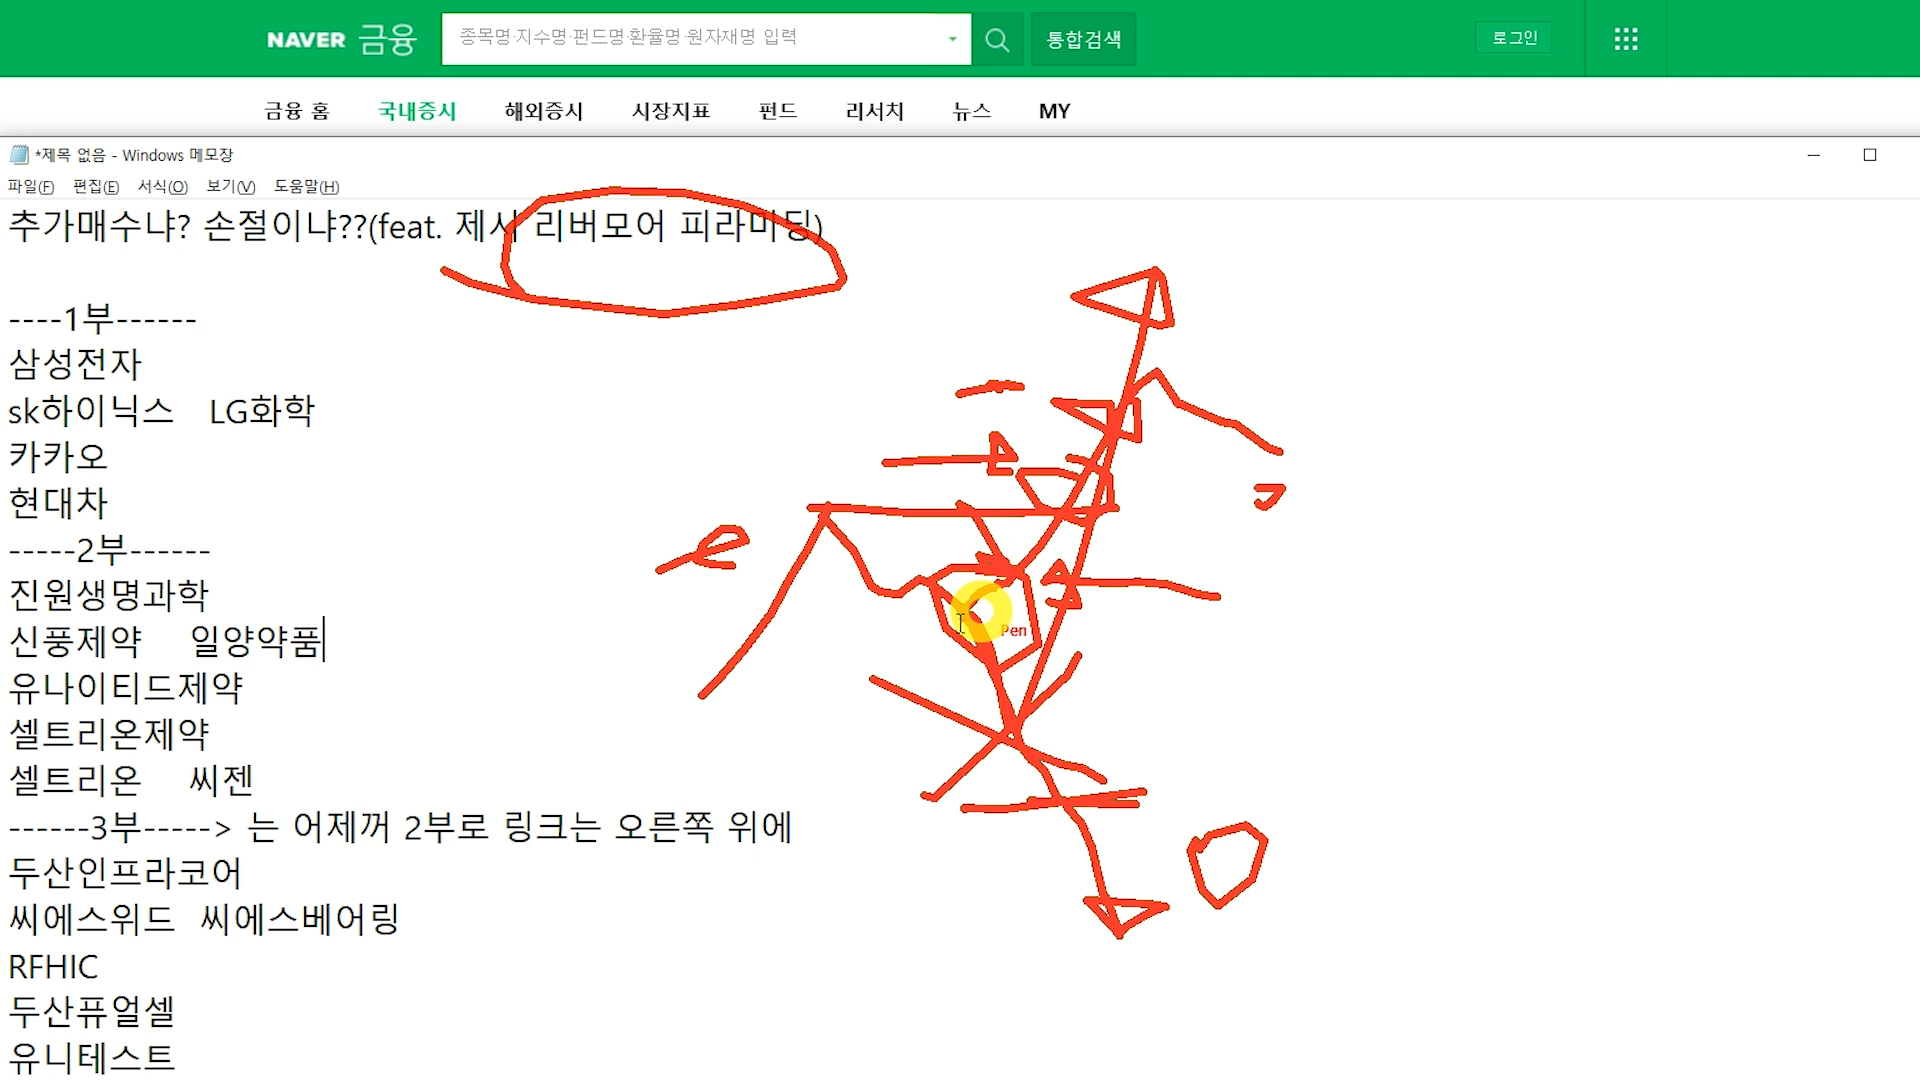 NAVER 금융 종목명·지수명·펀드명·환율명·원자재명 입력 통합검색 로그인
금융 홈 국내증시 해외증시 시장지표 펀드 리서치 뉴스 MY
*제목 없음 - Windows 메모장
파일(F) 편집(E) 서식(O) 보기(V) 도움말(H)
추가매수냐? 손절이냐??(feat. 제시 리버모어 피라미딩)
----1부------
삼성전자
sk하이닉스 LG화학
카카오
현대차
-----2부------
진원생명과학
신풍제약 일양약품
유나이티드제약
셀트리온제약
셀트리온 씨젠
------3부-----> 는 어제꺼 2부로 링크는 오른쪽 위에
두산인프라코어
씨에스위드 씨에스베어링
RFHIC
두산퓨얼셀
유니테스트
Pen